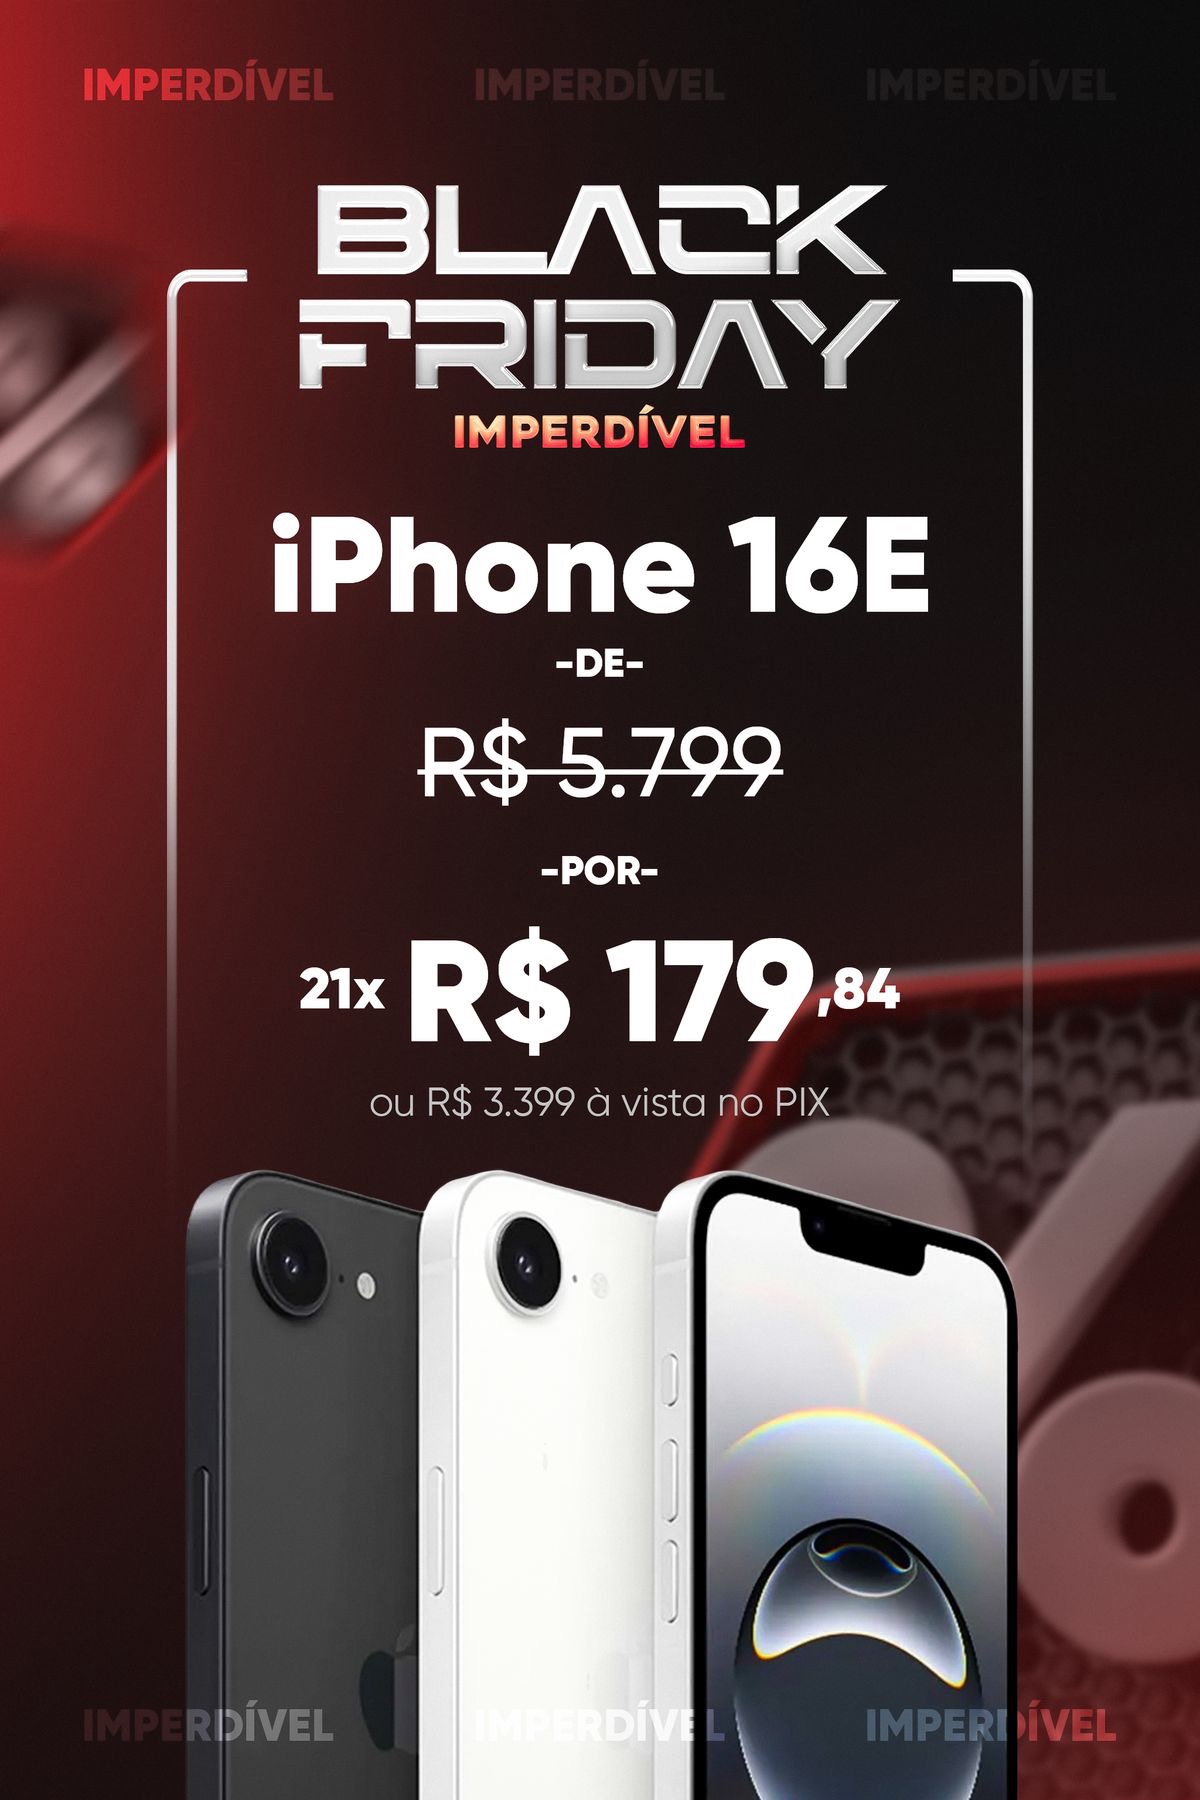 IMPERDÍVEL IMPERDÍVEL IMPERDÍVEL
BLACK
FRIDAY
IMPERDÍVEL
iPhone 16E
-DE-
R$ 5.799
-POR-
21x R$ 179,84
ou R$ 3.399 à vista no PIX
IMPERDÍVEL IMPERDÍVEL IMPERDÍVEL